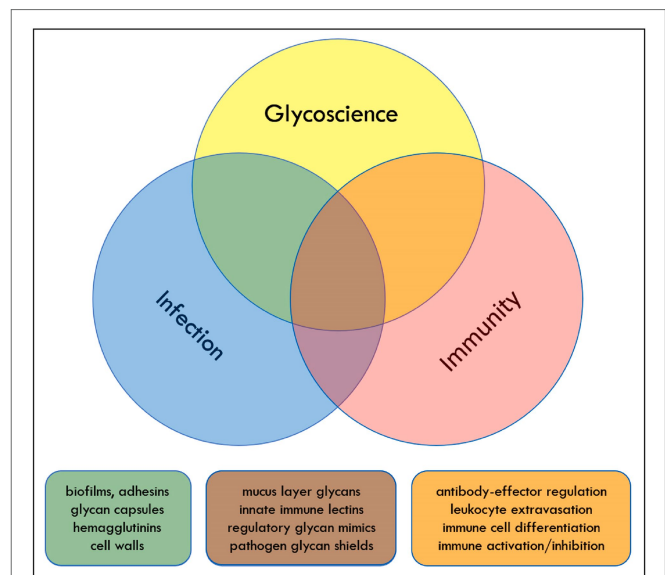 Glycoscience
Infection
Immunity
biofilms, adhesins
glycan capsules
hemagglutinins
cell walls
mucus layer glycans
innate immune lectins
regulatory glycan mimics
pathogen glycan shields
antibody-effector regulation
leukocyte extravasation
immune cell differentiation
immune activation/inhibition